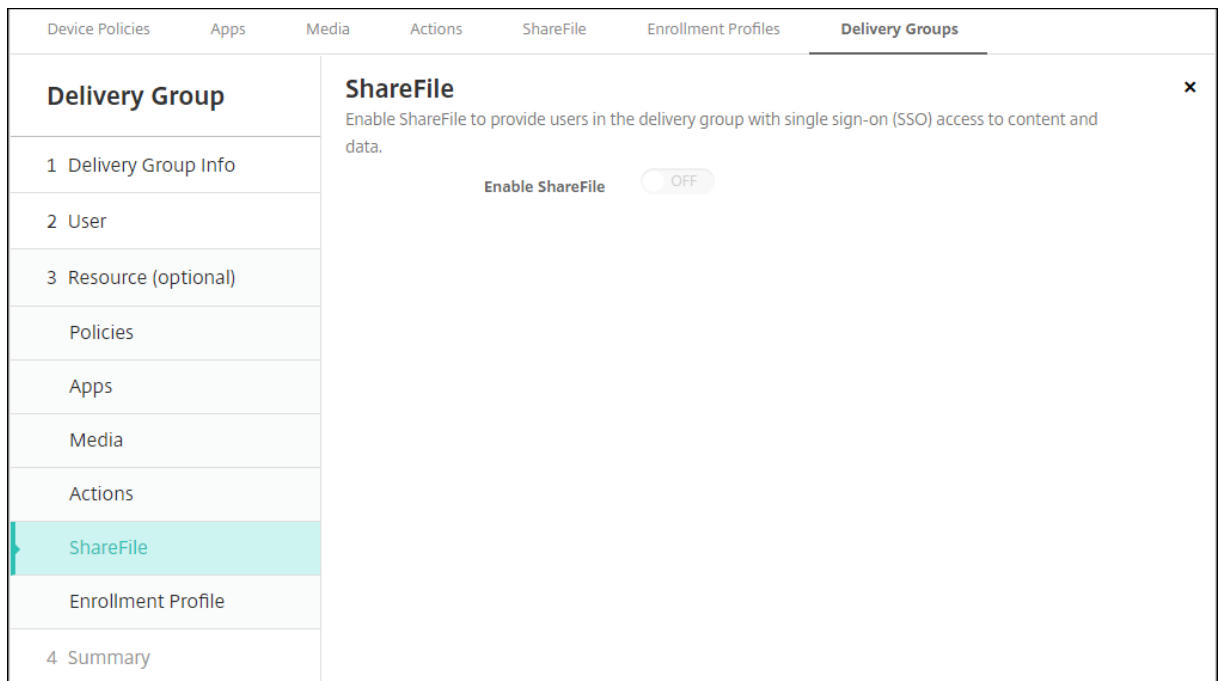 Device Policies Apps Media Actions ShareFile Enrollment Profiles Delivery Groups
Delivery Group
1 Delivery Group Info
2 User
3 Resource (optional)
Policies
Apps
Media
Actions
ShareFile
Enrollment Profile
4 Summary
ShareFile
Enable ShareFile to provide users in the delivery group with single sign-on (SSO) access to content and
data.
Enable ShareFile OFF